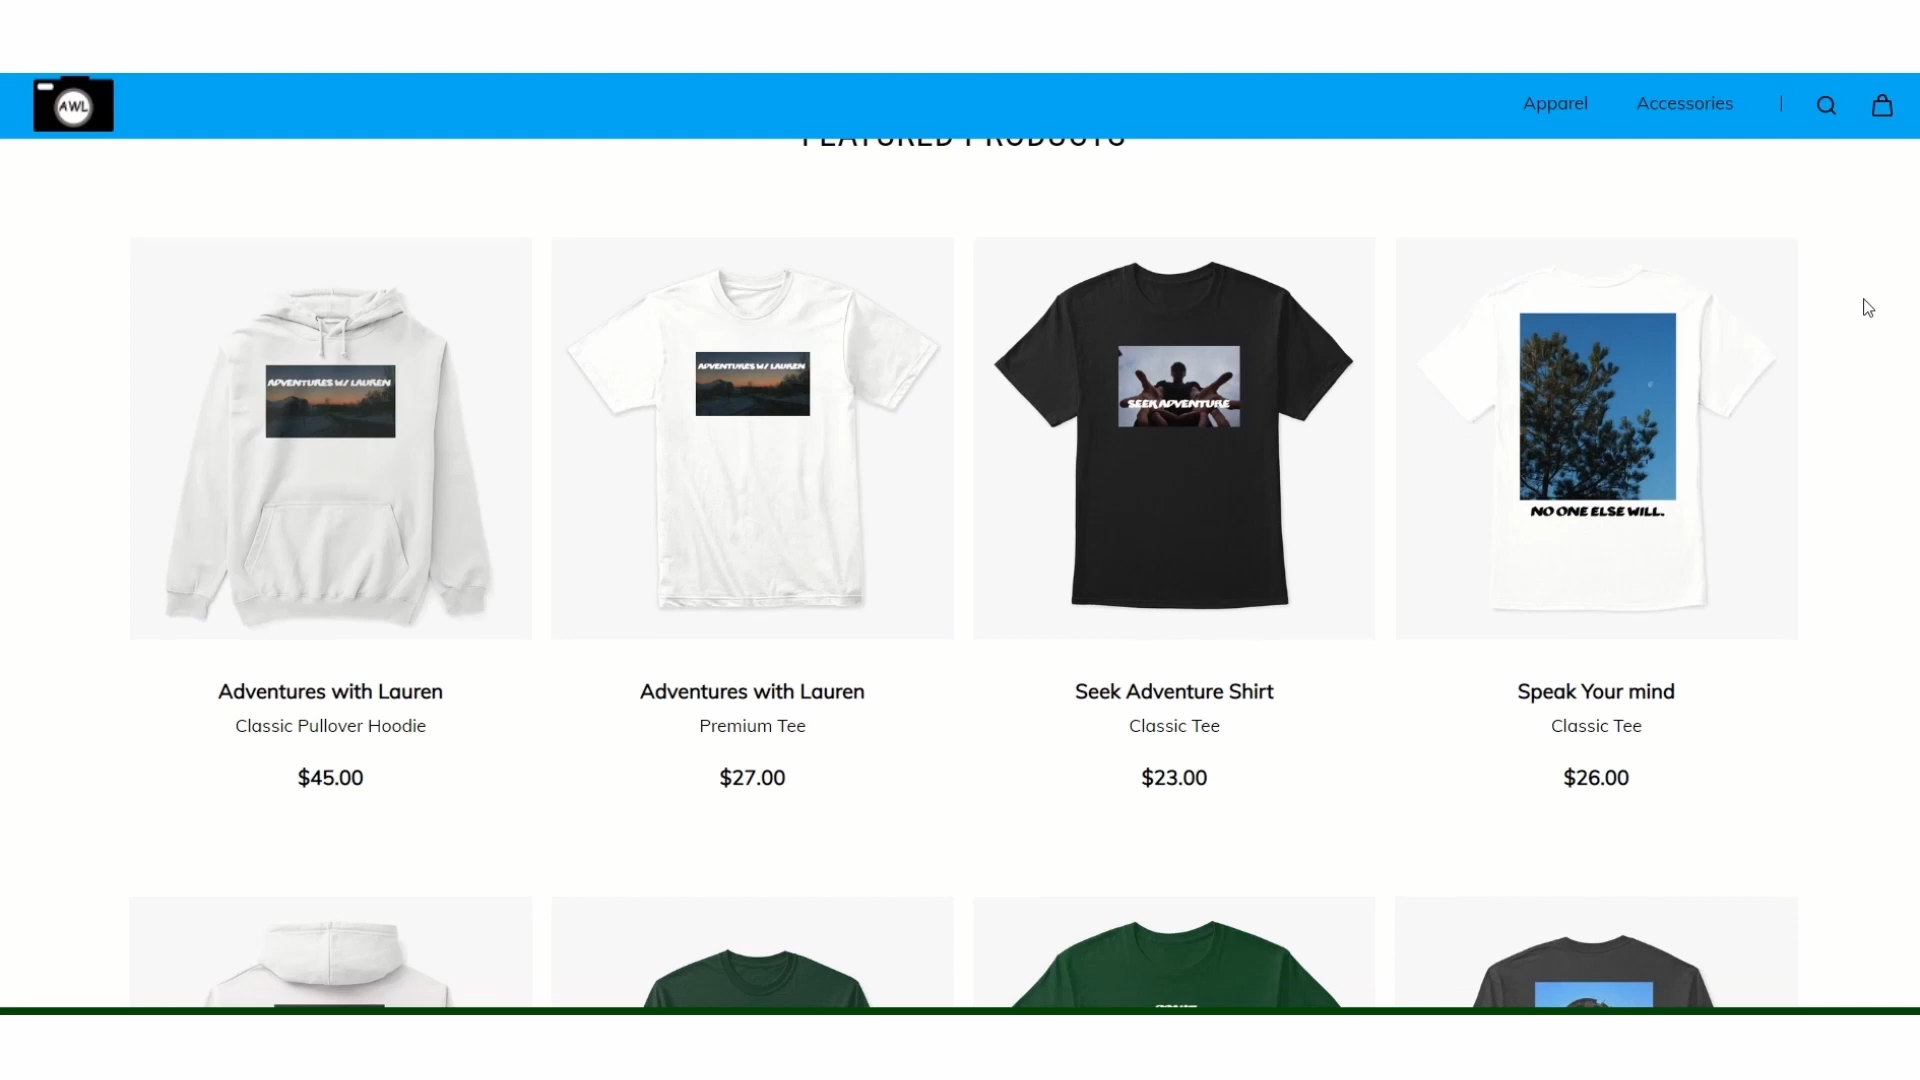 AWL
Apparel
Accessories
FEATURED PRODUCTS
ADVENTURES W/ LAUREN
ADVENTURES W/ LAUREN
SEEK ADVENTURE
NO ONE ELSE WILL.
Adventures with Lauren
Classic Pullover Hoodie
$45.00
Adventures with Lauren
Premium Tee
$27.00
Seek Adventure Shirt
Classic Tee
$23.00
Speak Your mind
Classic Tee
$26.00